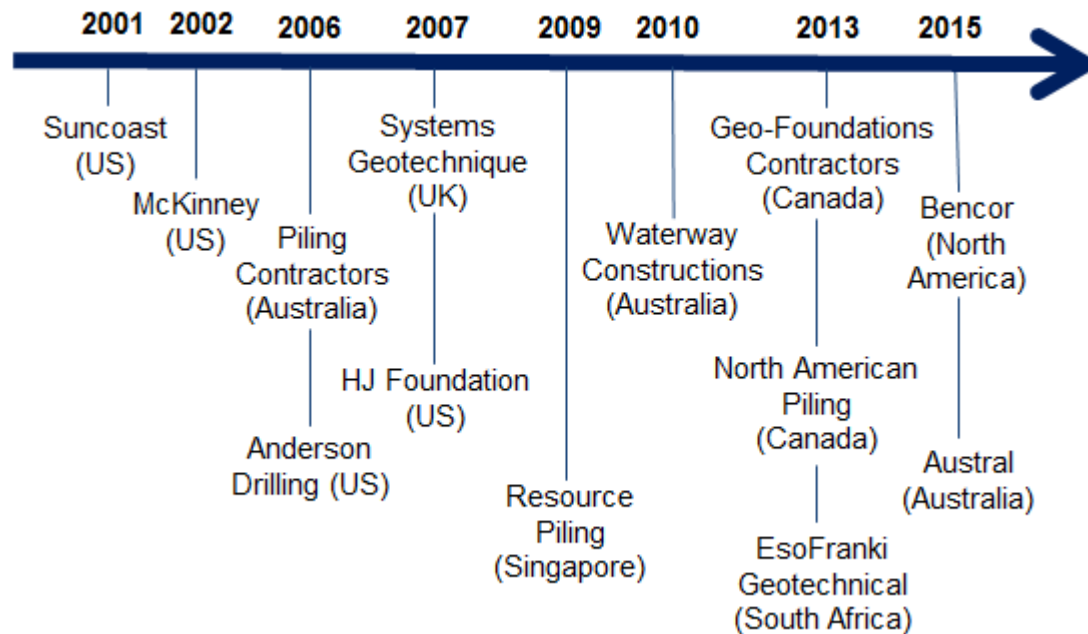 2001 2002 2006 2007 2009 2010 2013 2015
Suncoast
(US)
McKinney
(US)
Piling
Contractors
(Australia)
Anderson
Drilling (US)
Systems
Geotechnique
(UK)
HJ Foundation
(US)
Resource
Piling
(Singapore)
Waterway
Constructions
(Australia)
Geo-Foundations
Contractors
(Canada)
North American
Piling
(Canada)
EsoFranki
Geotechnical
(South Africa)
Bencor
(North
America)
Austral
(Australia)